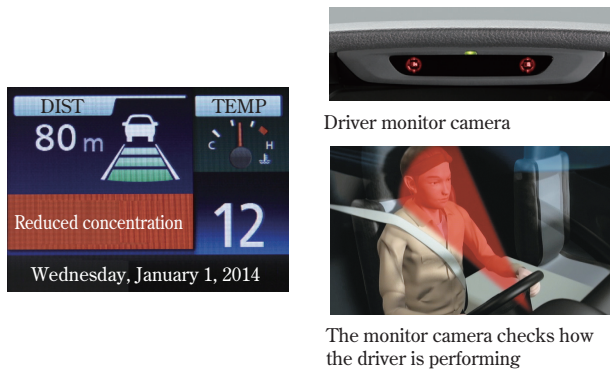 DIST
TEMP
80 m
C
H
Reduced concentration
12
Wednesday, January 1, 2014
Driver monitor camera
The monitor camera checks how
the driver is performing